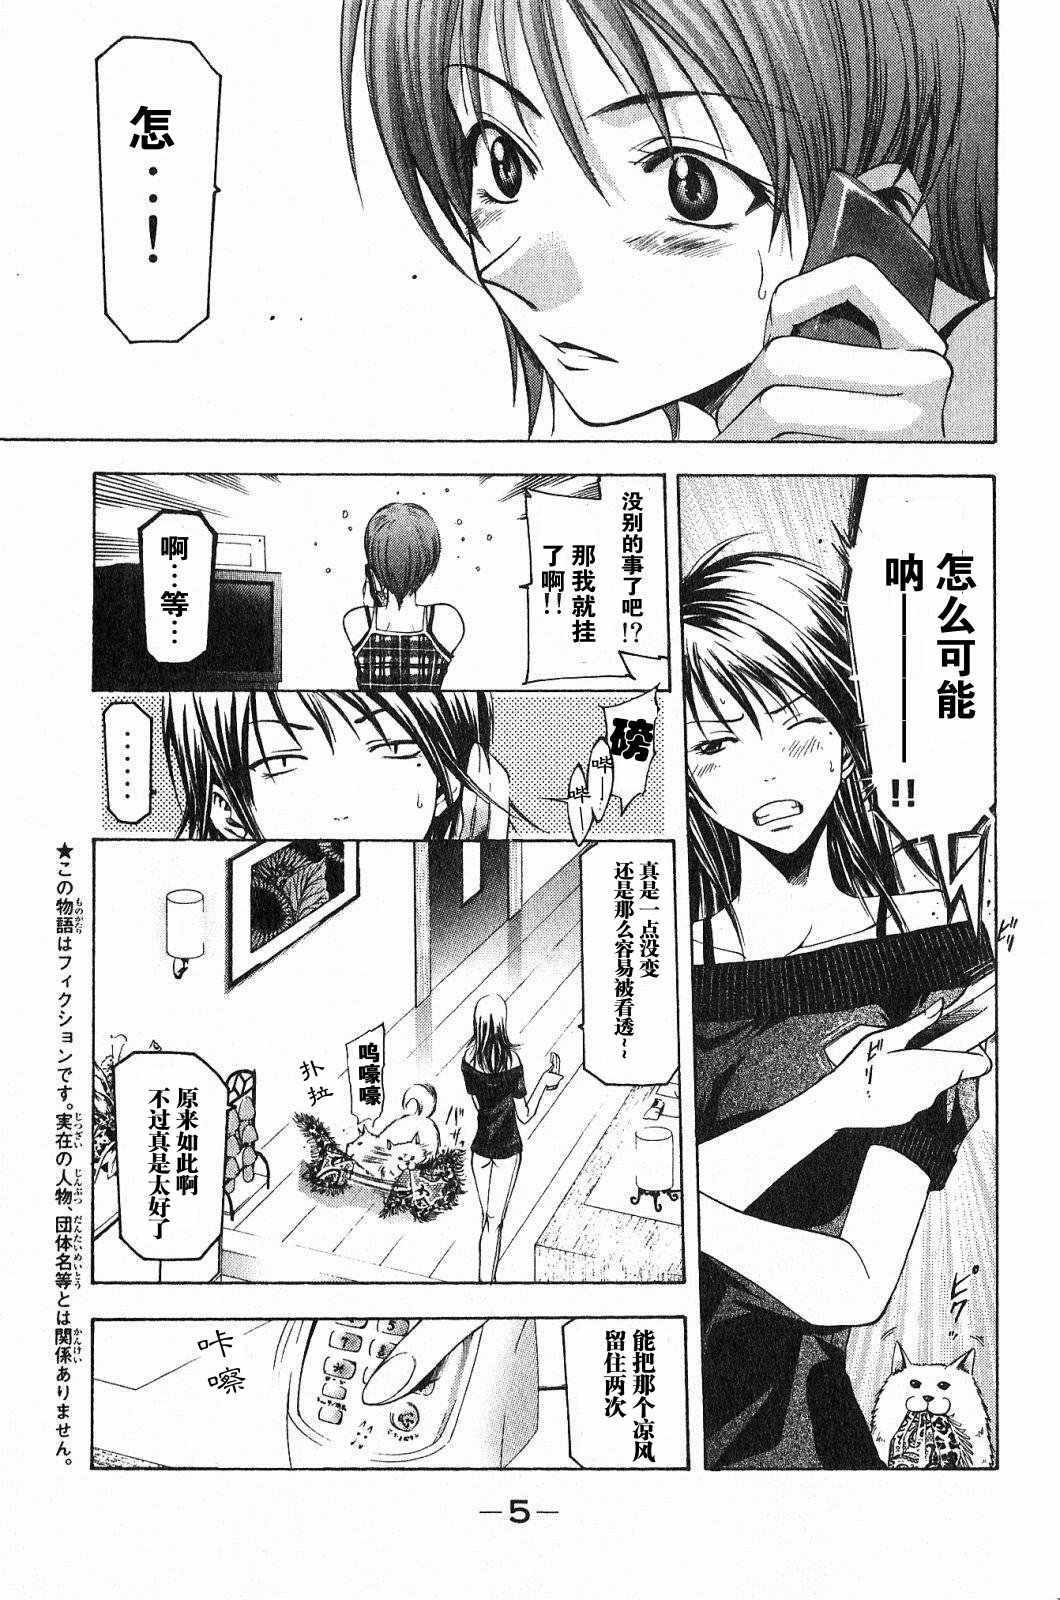 怎…！
怎么可能
呐————!!
没别的事了吧!?
那我就挂
了啊!!
啊…等…
磅
哔—
哔—
……
真是一点没变
还是那么容易被看透~
呜嚎嚎
扑拉
原来如此啊
不过真是太好了
能把那个凉风
留住两次
咔嚓
ピク
★この物語はフィクションです。実在の人物、団体名等とは関係ありません。
—5—